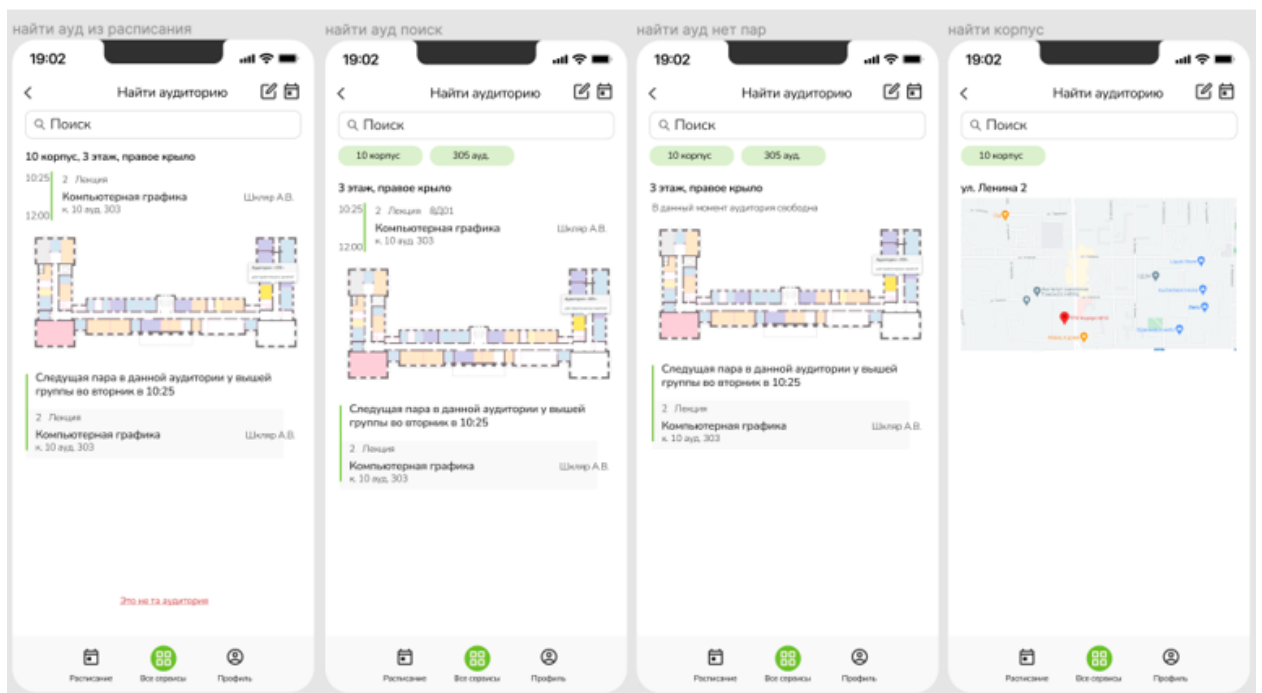 найти ауд из расписания
19:02
Найти аудиторию
Поиск
10 корпус, 3 этаж, правое крыло
10:25 2 Лекция
Компьютерная графика Шкляр А.В.
к. 10 ауд. 303
12:00
Следущая пара в данной аудитории у вышей
группы во вторник в 10:25
2 Лекция
Компьютерная графика Шкляр А.В.
к. 10 ауд. 303
Это не та аудитория
Расписание Все сервисы Профиль
найти ауд поиск
19:02
Найти аудиторию
Поиск
10 корпус 305 ауд.
3 этаж, правое крыло
10:25 2 Лекция 8Д01
Компьютерная графика Шкляр А.В.
к. 10 ауд. 303
12:00
Следущая пара в данной аудитории у вышей
группы во вторник в 10:25
2 Лекция
Компьютерная графика Шкляр А.В.
к. 10 ауд. 303
Расписание Все сервисы Профиль
найти ауд нет пар
19:02
Найти аудиторию
Поиск
10 корпус 305 ауд.
3 этаж, правое крыло
В данный момент аудитория свободна
Следущая пара в данной аудитории у вышей
группы во вторник в 10:25
2 Лекция
Компьютерная графика Шкляр А.В.
к. 10 ауд. 303
Расписание Все сервисы Профиль
найти корпус
19:02
Найти аудиторию
Поиск
10 корпус
ул. Ленина 2
Расписание Все сервисы Профиль